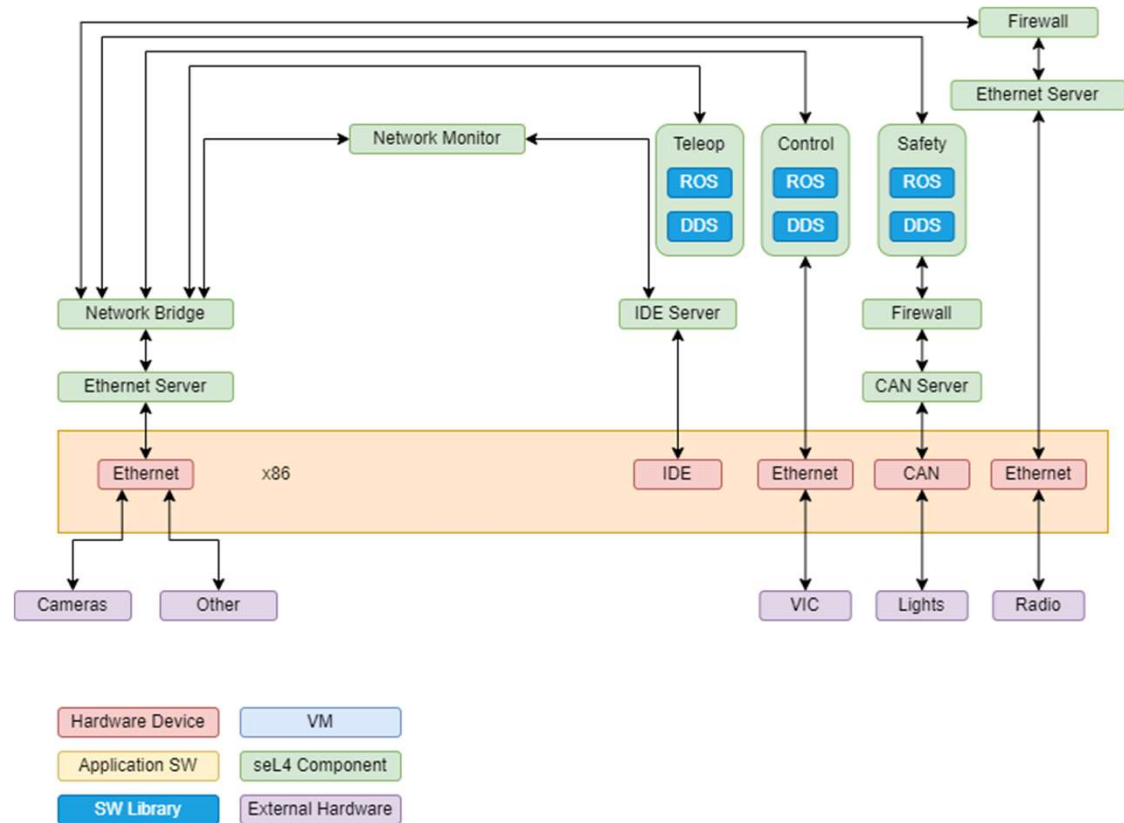 Firewall
Ethernet Server
Network Monitor
Teleop
ROS
DDS
Control
ROS
DDS
Safety
ROS
DDS
Network Bridge
IDE Server
Firewall
Ethernet Server
CAN Server
Ethernet
x86
IDE
Ethernet
CAN
Ethernet
Cameras
Other
VIC
Lights
Radio
Hardware Device
VM
Application SW
seL4 Component
SW Library
External Hardware